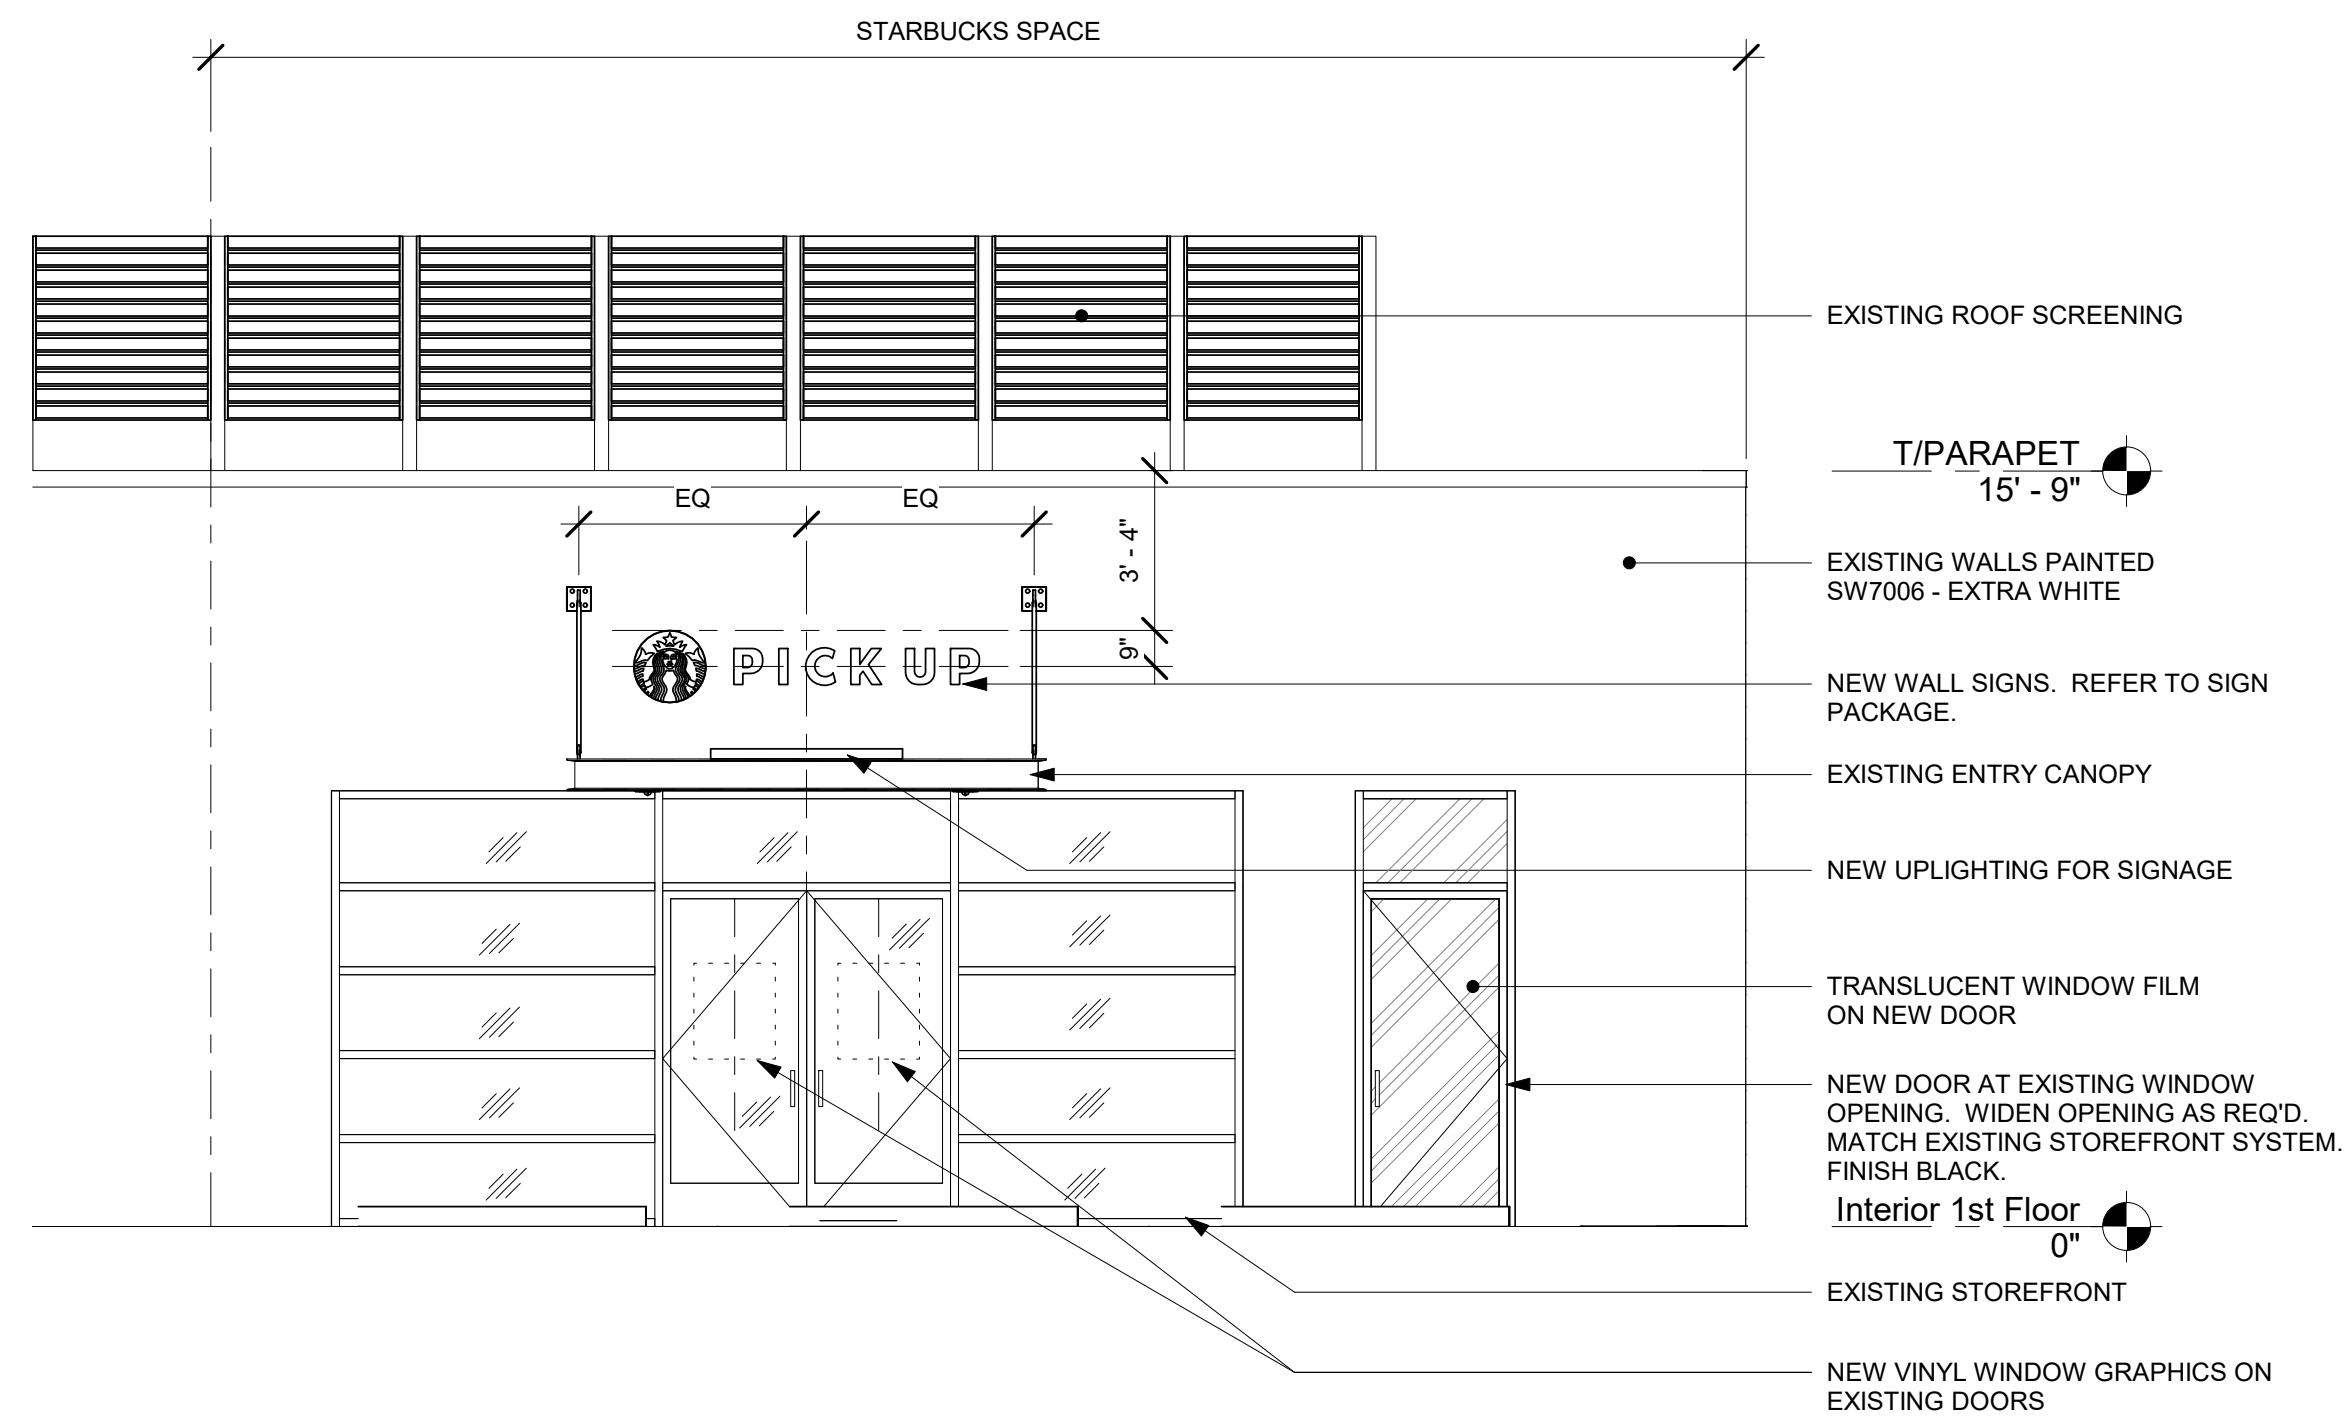 STARBUCKS SPACE
EXISTING ROOF SCREENING
T/PARAPET
15' - 9"
EQ
EQ
3' - 4"
9"
PICK UP
EXISTING WALLS PAINTED
SW7006 - EXTRA WHITE
NEW WALL SIGNS.  REFER TO SIGN
PACKAGE.
EXISTING ENTRY CANOPY
NEW UPLIGHTING FOR SIGNAGE
TRANSLUCENT WINDOW FILM
ON NEW DOOR
NEW DOOR AT EXISTING WINDOW
OPENING.  WIDEN OPENING AS REQ'D.
MATCH EXISTING STOREFRONT SYSTEM.
FINISH BLACK.
Interior 1st Floor
0"
EXISTING STOREFRONT
NEW VINYL WINDOW GRAPHICS ON
EXISTING DOORS